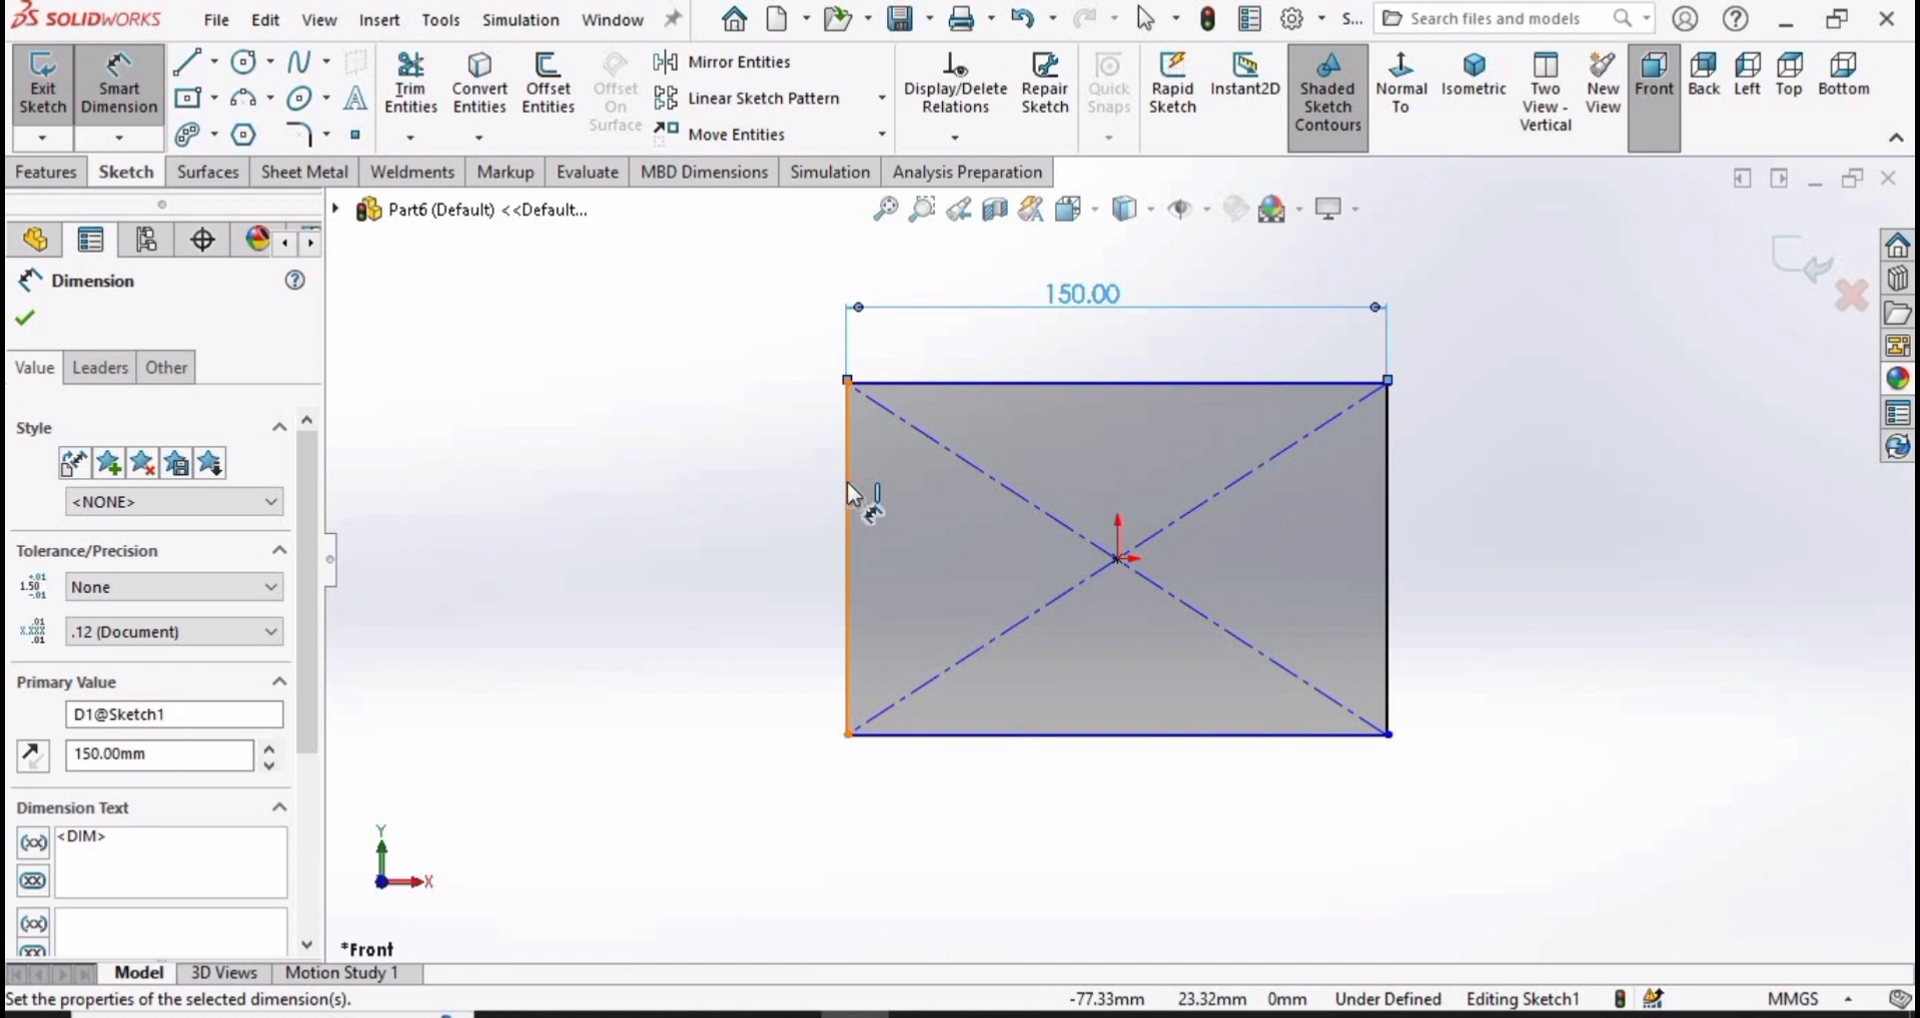 SOLIDWORKS File Edit View Insert Tools Simulation Window S... Search files and models
Exit Sketch
Smart Dimension
Trim Entities
Convert Entities
Offset Entities
Offset On Surface
Mirror Entities
Linear Sketch Pattern
Move Entities
Display/Delete Relations
Repair Sketch
Quick Snaps
Rapid Sketch
Instant2D
Shaded Sketch Contours
Normal To
Isometric
Two View - Vertical
New View
Front
Back
Left
Top
Bottom
Features Sketch Surfaces Sheet Metal Weldments Markup Evaluate MBD Dimensions Simulation Analysis Preparation
Part6 (Default) <<Default...
Dimension
Value Leaders Other
Style
<NONE>
Tolerance/Precision
None
.12 (Document)
Primary Value
D1@Sketch1
150.00mm
Dimension Text
<DIM>
150.00
Y
X
*Front
Model 3D Views Motion Study 1
Set the properties of the selected dimension(s). -77.33mm 23.32mm 0mm Under Defined Editing Sketch1 MMGS